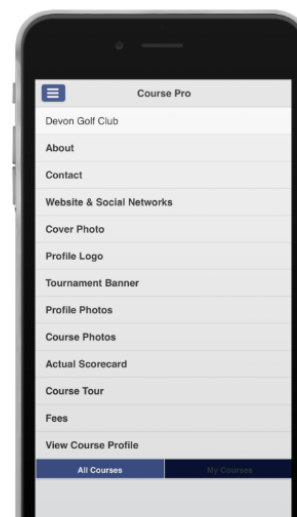 Course Pro
Devon Golf Club
About
Contact
Website & Social Networks
Cover Photo
Profile Logo
Tournament Banner
Profile Photos
Course Photos
Actual Scorecard
Course Tour
Fees
View Course Profile
All Courses My Courses